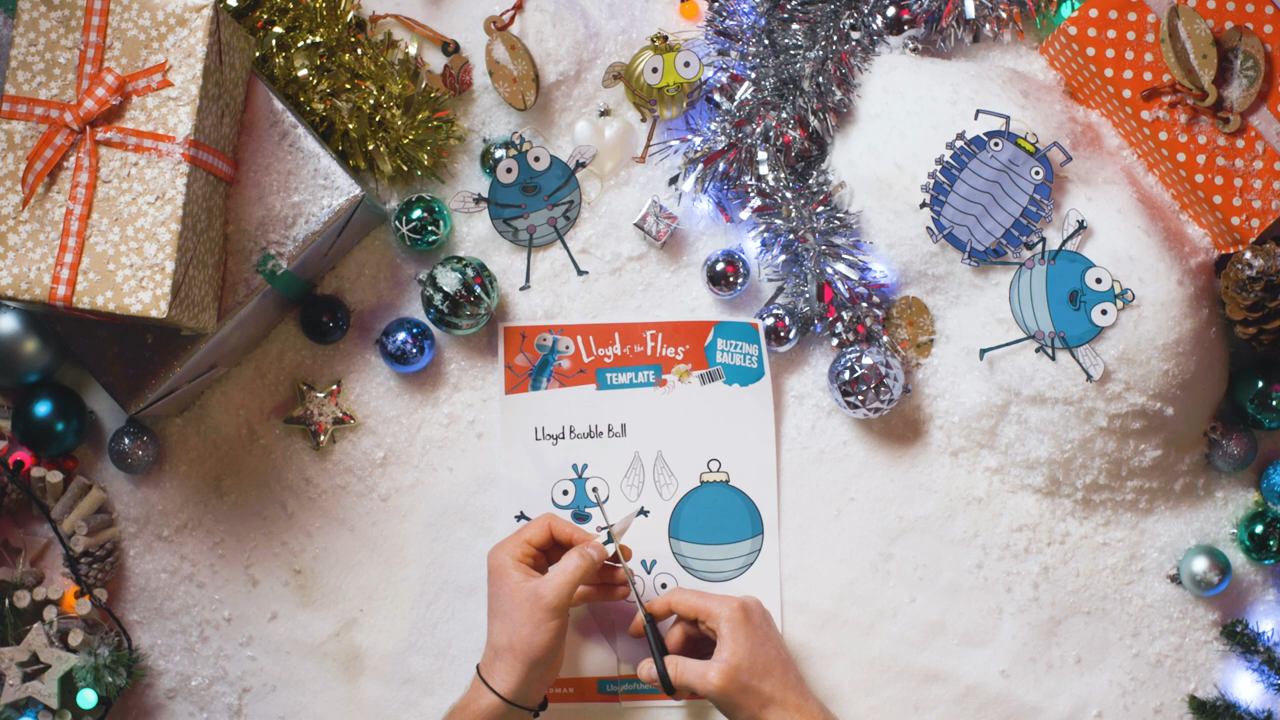 Lloyd of the Flies
BUZZING
BAUBLES
TEMPLATE
Lloyd Bauble Ball